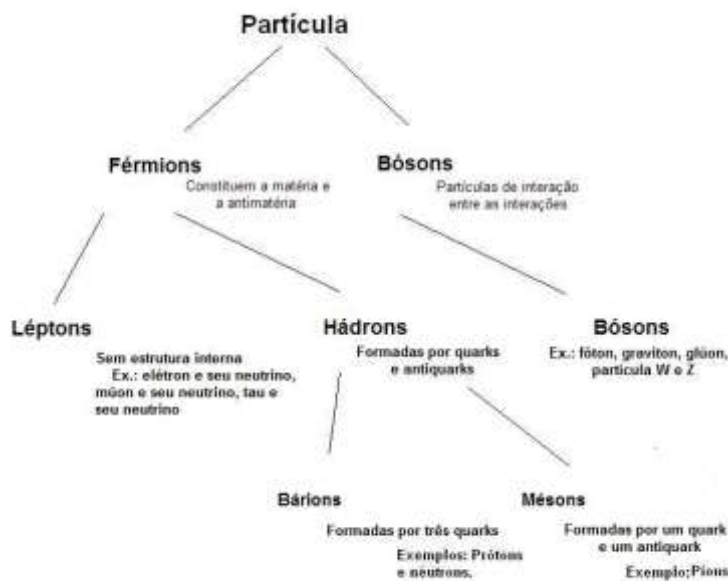 Partícula
Férmions
Constituem a matéria e
a antimatéria
Bósons
Partículas de interação
entre as interações
Léptons
Sem estrutura interna
Ex.: elétron e seu neutrino,
múon e seu neutrino, tau e
seu neutrino
Hádrons
Formadas por quarks
e antiquarks
Bósons
Ex.: fóton, graviton, glúon,
partícula W e Z
Bárions
Formadas por três quarks
Exemplos: Prótons
e nêutrons.
Mésons
Formadas por um quark
e um antiquark
Exemplo:Píons